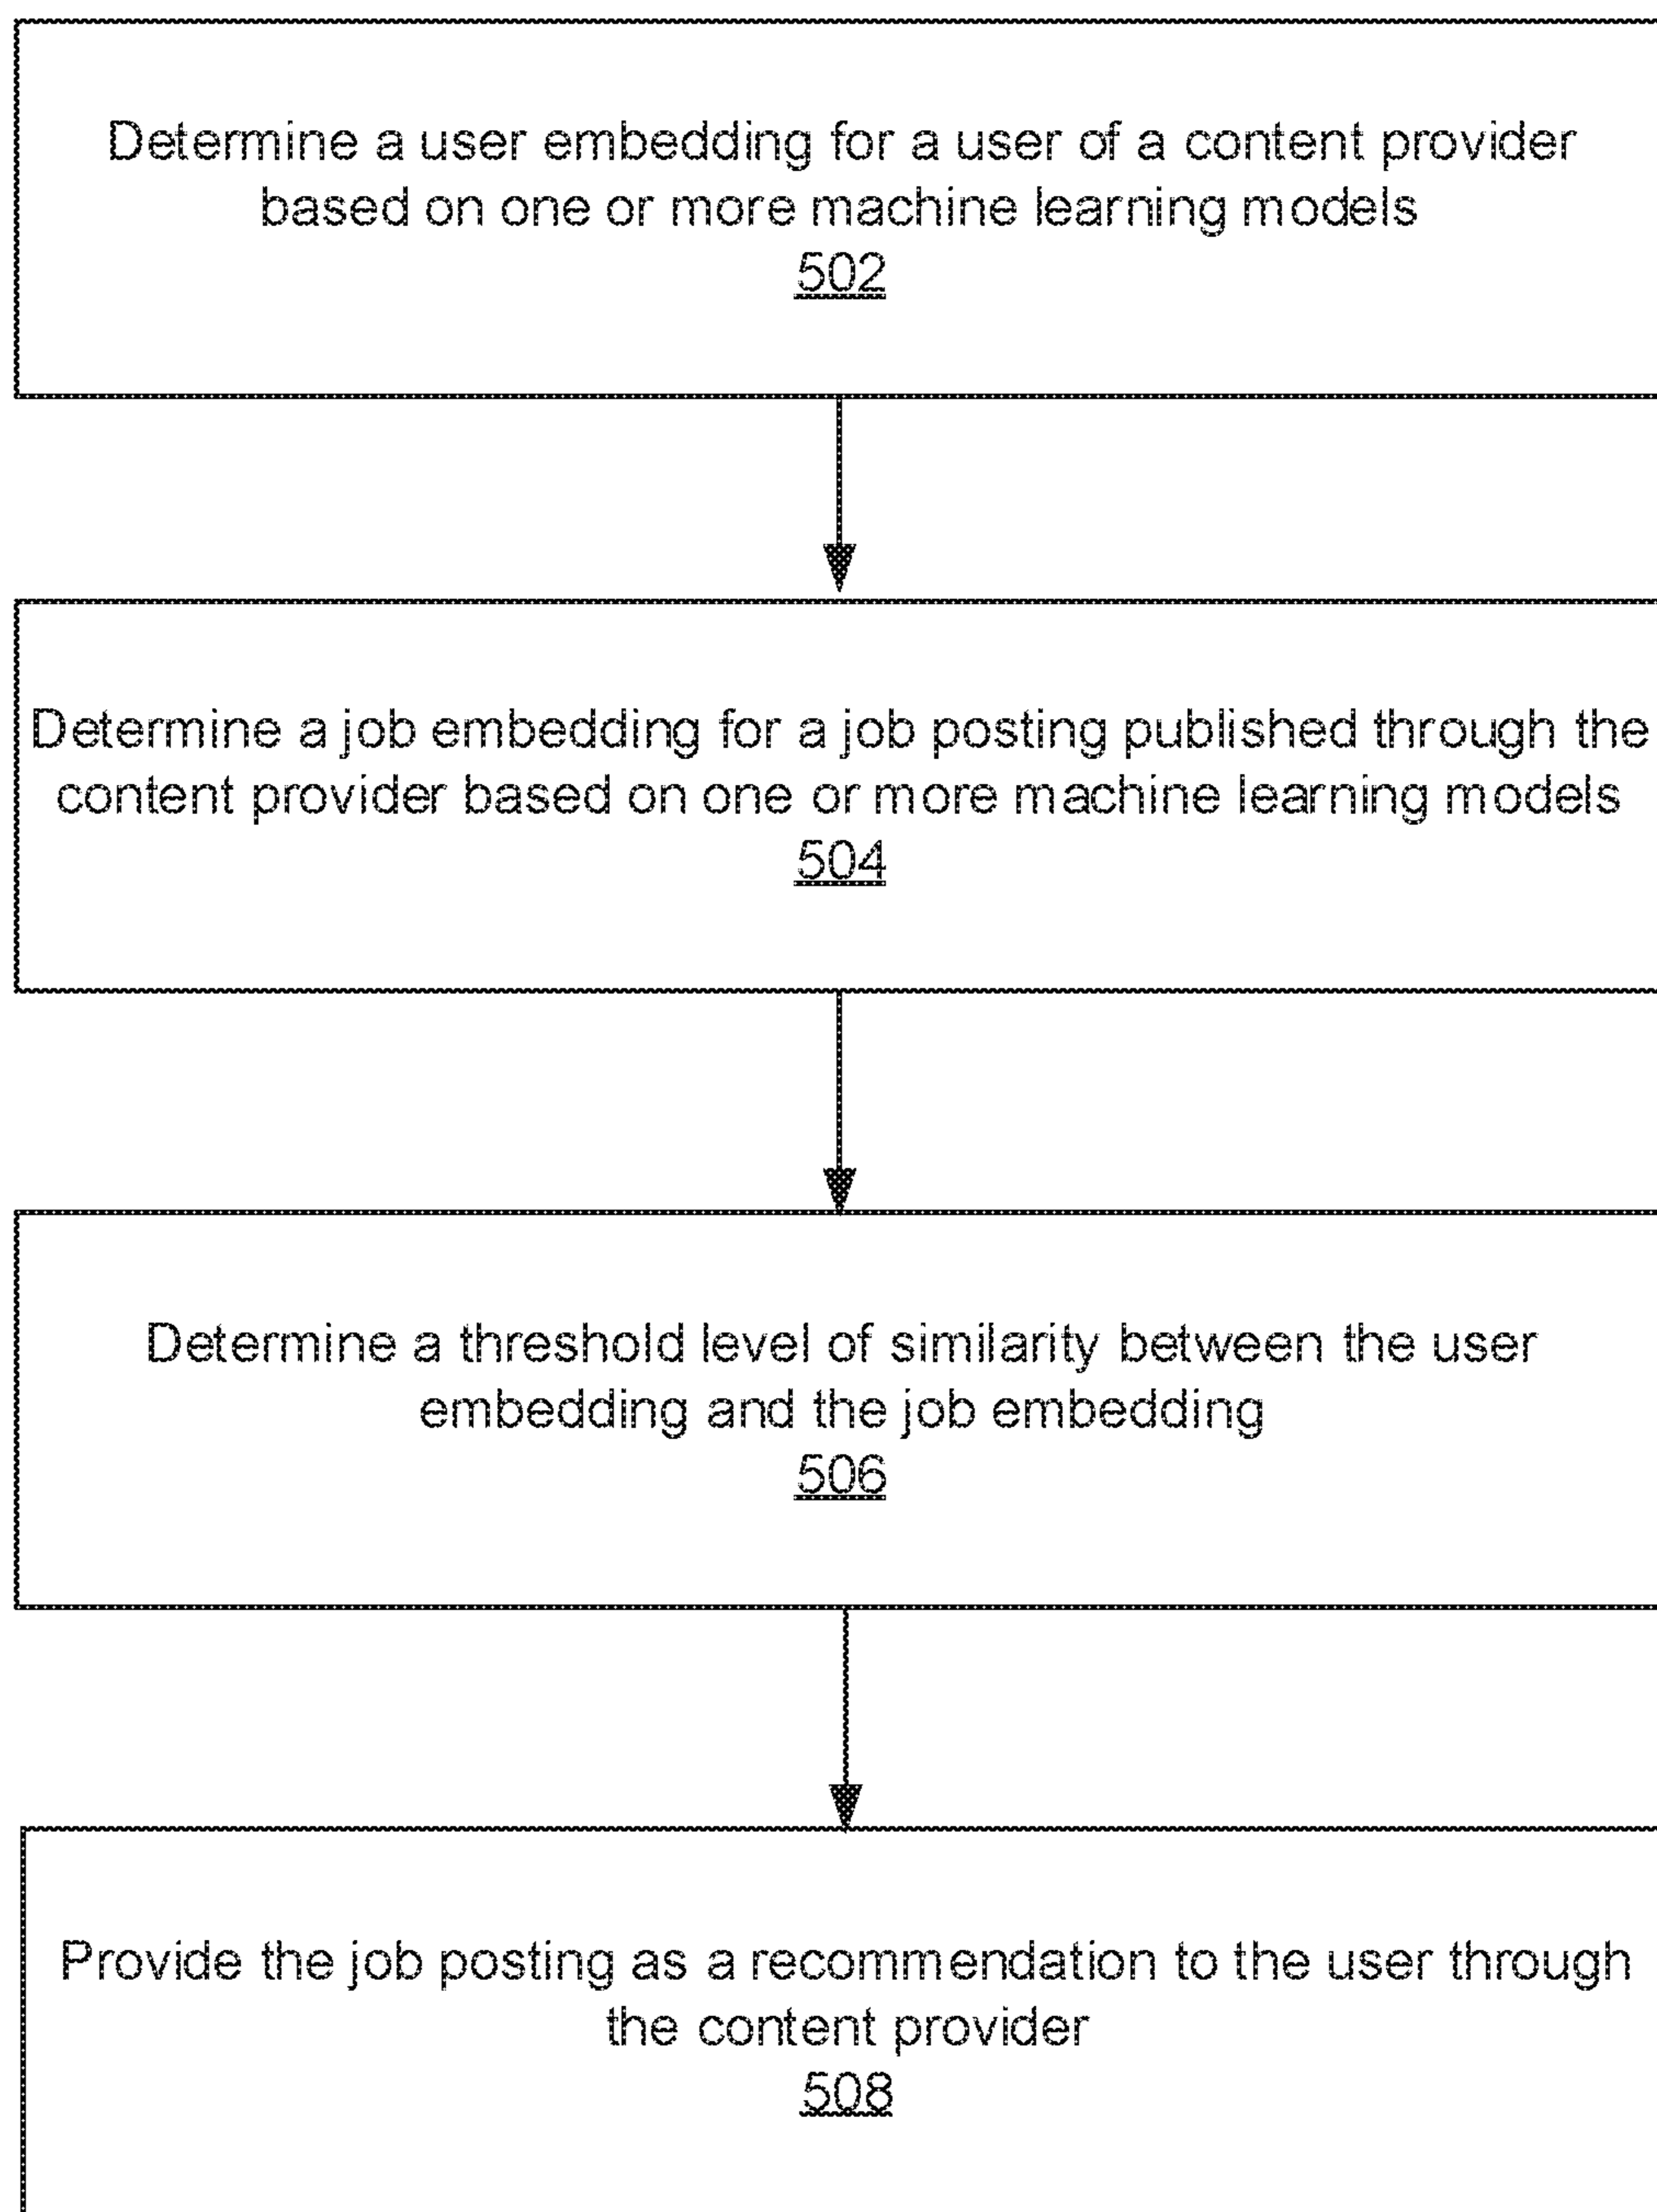 Determine a user embedding for a user of a content provider
based on one or more machine learning models
502
Determine a job embedding for a job posting published through the
content provider based on one or more machine learning models
504
Determine a threshold level of similarity between the user
embedding and the job embedding
506
Provide the job posting as a recommendation to the user through
the content provider
508